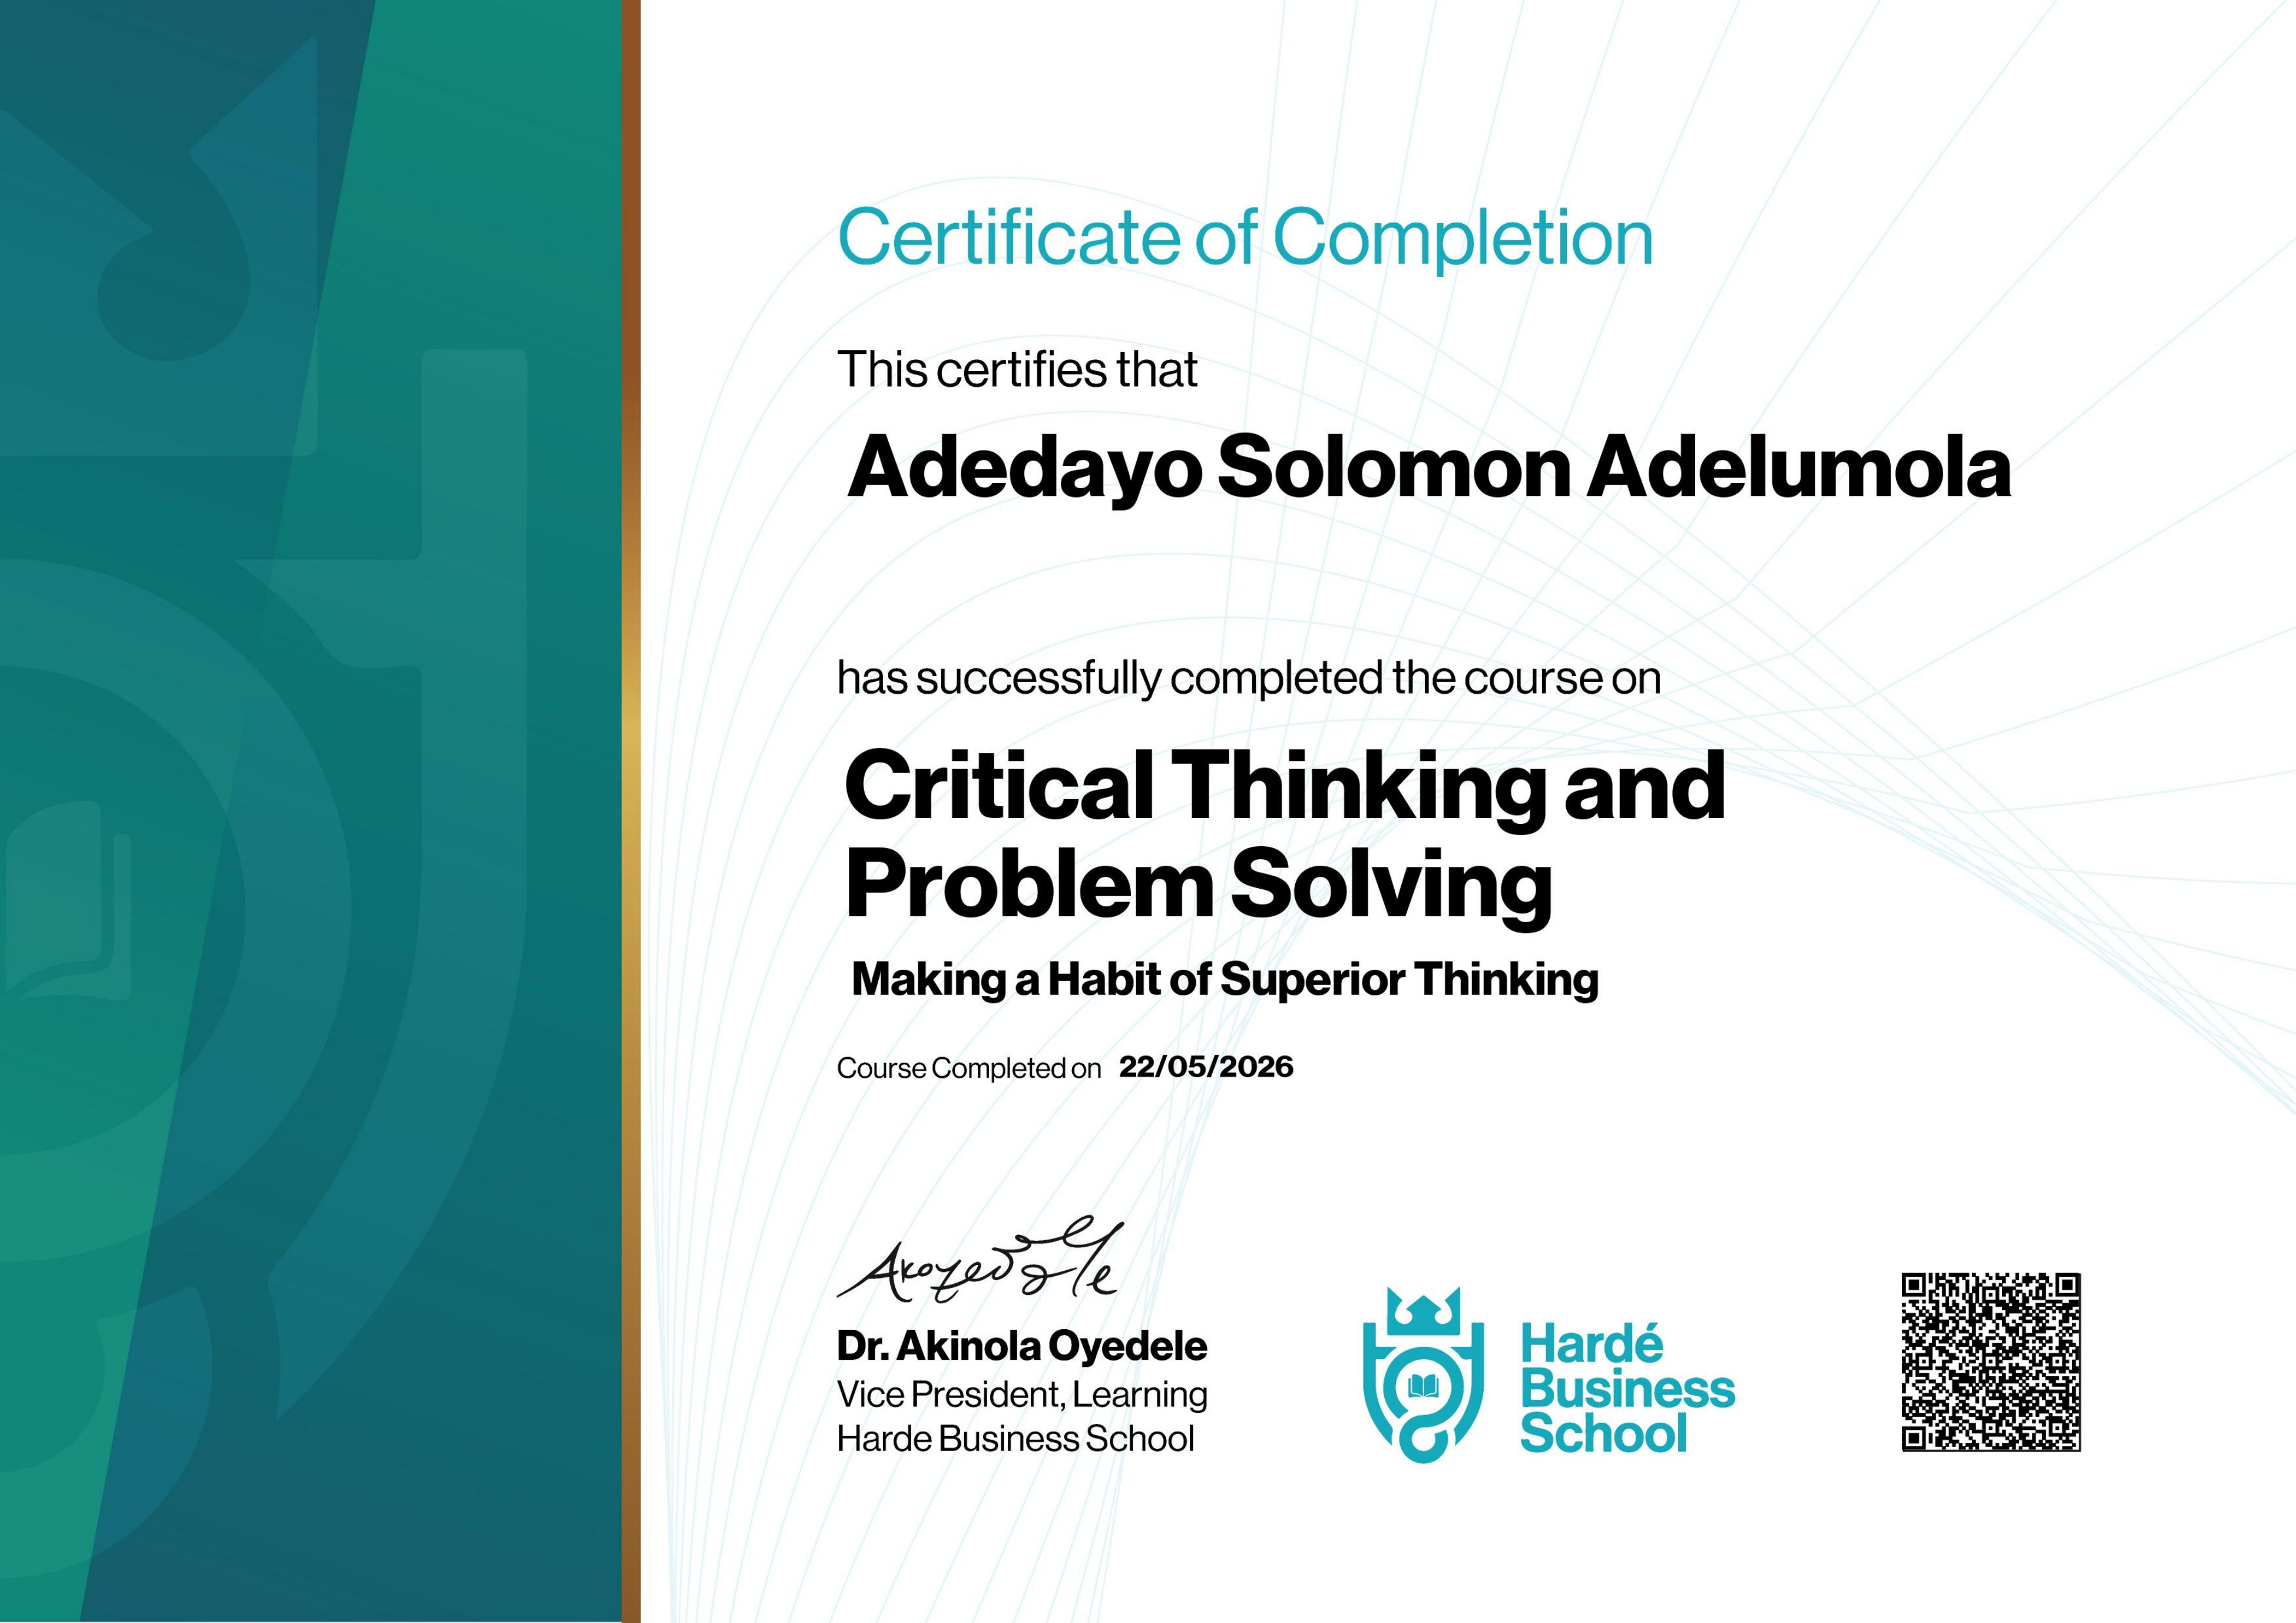 Certificate of Completion
This certifies that
Adedayo Solomon Adelumola
has successfully completed the course on
Critical Thinking and
Problem Solving
Making a Habit of Superior Thinking
Course Completed on 22/05/2026
Dr. Akinola Oyedele
Vice President, Learning
Harde Business School
Hardé
Business
School